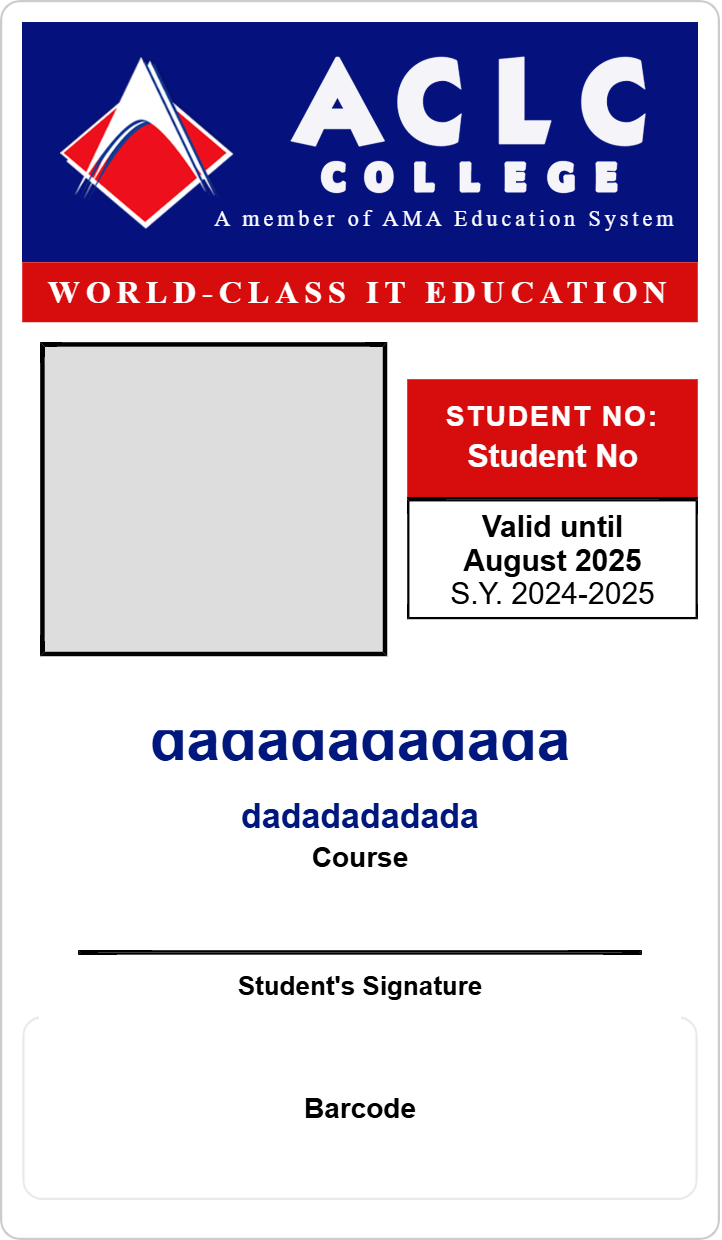 ACLC
COLLEGE
A member of AMA Education System
WORLD-CLASS IT EDUCATION
STUDENT NO:
Student No
Valid until
August 2025
S.Y. 2024-2025
dadadadadada
dadadadadada
Course
Student's Signature
Barcode